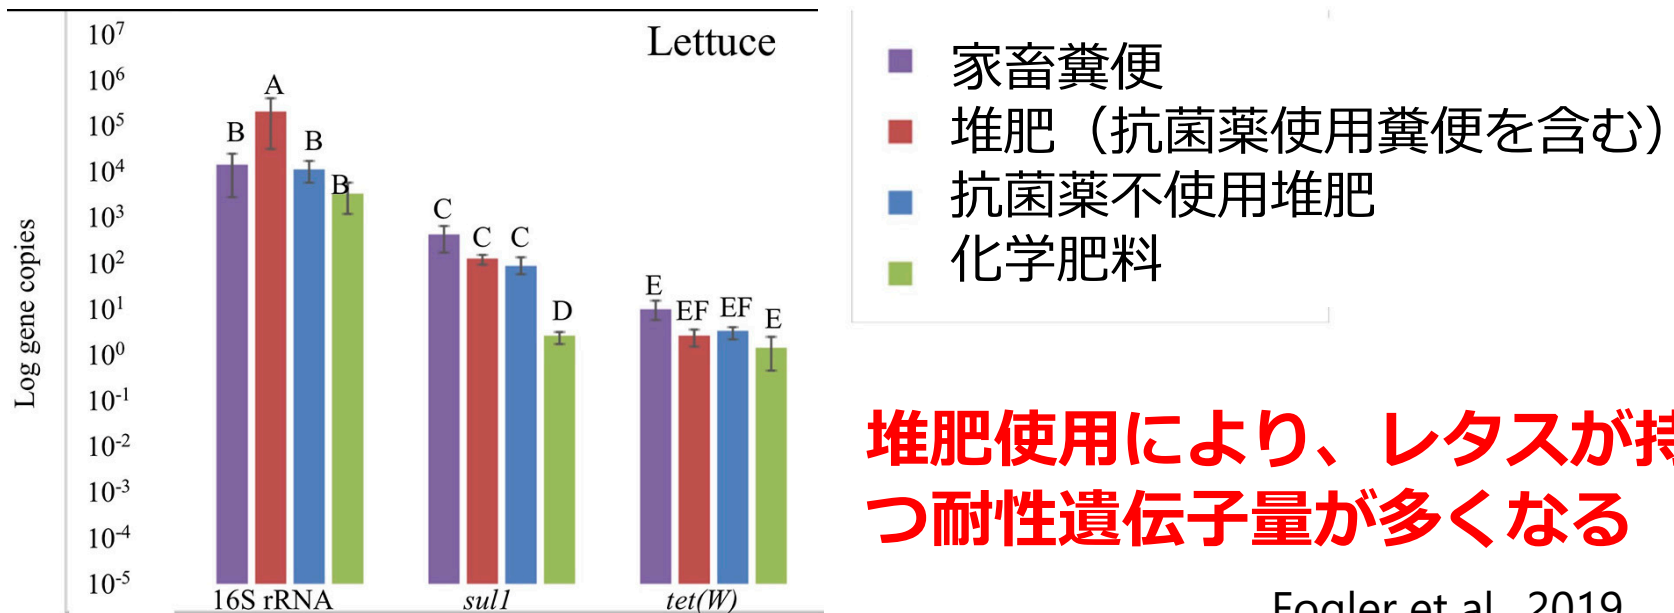 Lettuce
Log gene copies
10⁷
10⁶
10⁵
10⁴
10³
10²
10¹
10⁰
10⁻¹
10⁻²
10⁻³
10⁻⁴
10⁻⁵
B
A
B
B
C
C
C
D
E
EF
EF
E
16S rRNA
sul1
tet(W)
家畜糞便
堆肥（抗菌薬使用糞便を含む）
抗菌薬不使用堆肥
化学肥料
堆肥使用により、レタスが持
つ耐性遺伝子量が多くなる
Fogler et al., 2019